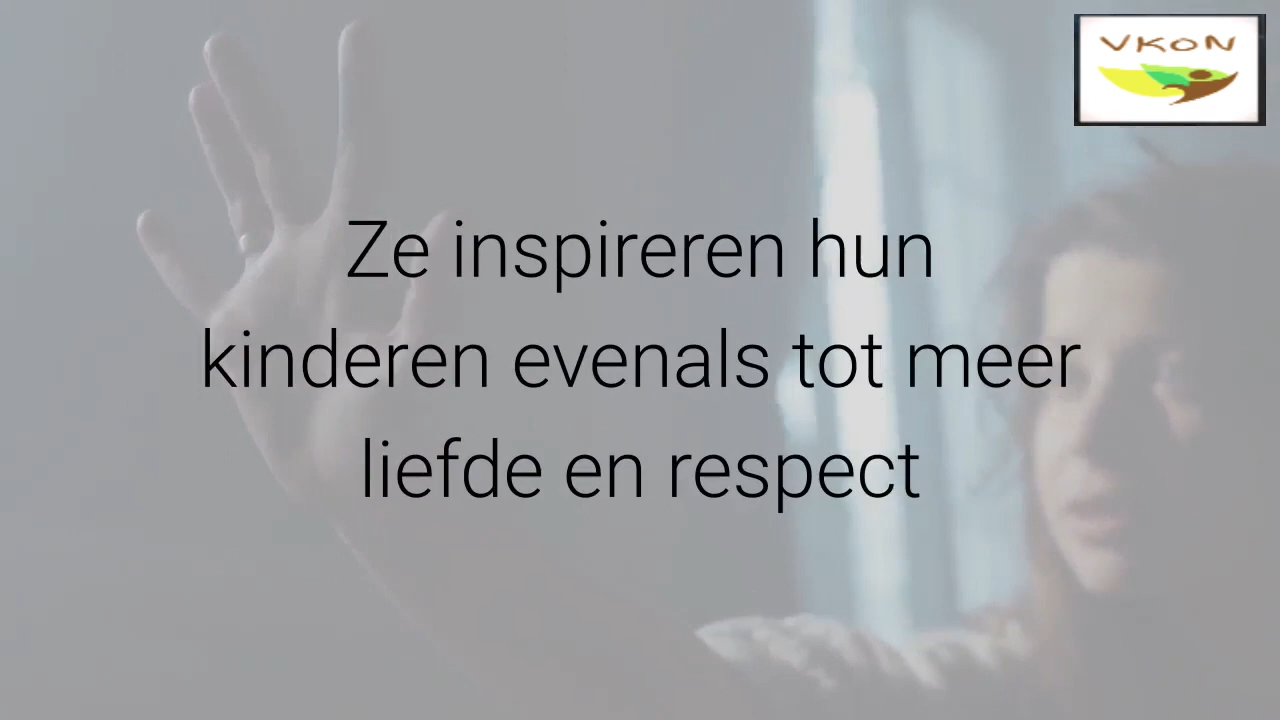 VKON
Ze inspireren hun
kinderen evenals tot meer
liefde en respect